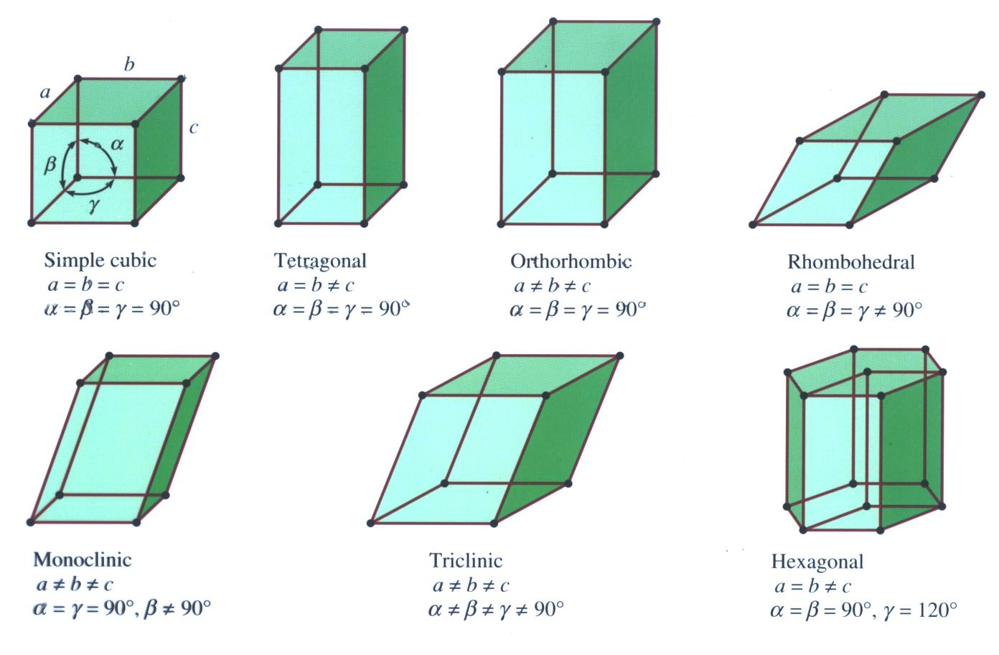 b
a
c
α
β
γ
Simple cubic
a = b = c
α = β = γ = 90°
Tetragonal
a = b ≠ c
α = β = γ = 90°
Orthorhombic
a ≠ b ≠ c
α = β = γ = 90°
Rhombohedral
a = b = c
α = β = γ ≠ 90°
Monoclinic
a ≠ b ≠ c
α = γ = 90°, β ≠ 90°
Triclinic
a ≠ b ≠ c
α ≠ β ≠ γ ≠ 90°
Hexagonal
a = b ≠ c
α = β = 90°, γ = 120°